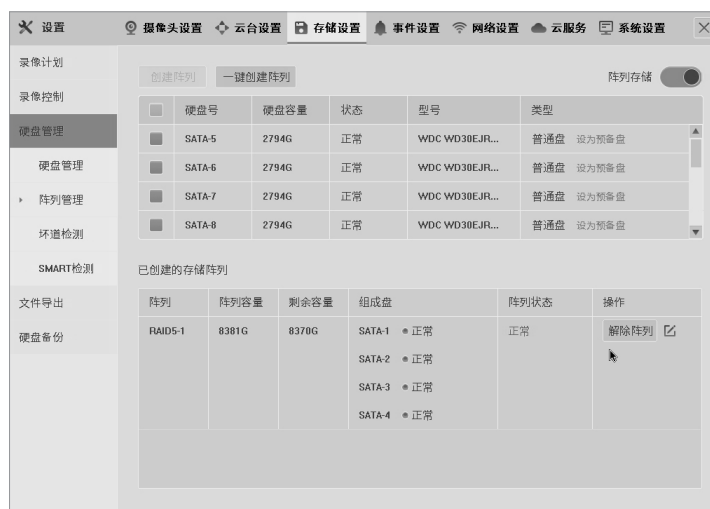 设置 摄像头设置 云台设置 存储设置 事件设置 网络设置 云服务 系统设置
录像计划
录像控制
硬盘管理
硬盘管理
阵列管理
坏道检测
SMART检测
文件导出
硬盘备份
创建阵列 一键创建阵列 阵列存储
硬盘号 硬盘容量 状态 型号 类型
SATA-5 2794G 正常 WDC WD30EJR... 普通盘 设为预备盘
SATA-6 2794G 正常 WDC WD30EJR... 普通盘 设为预备盘
SATA-7 2794G 正常 WDC WD30EJR... 普通盘 设为预备盘
SATA-8 2794G 正常 WDC WD30EJR... 普通盘 设为预备盘
已创建的存储阵列
阵列 阵列容量 剩余容量 组成盘 阵列状态 操作
RAID5-1 8381G 8370G SATA-1 正常 正常 解除阵列
SATA-2 正常
SATA-3 正常
SATA-4 正常